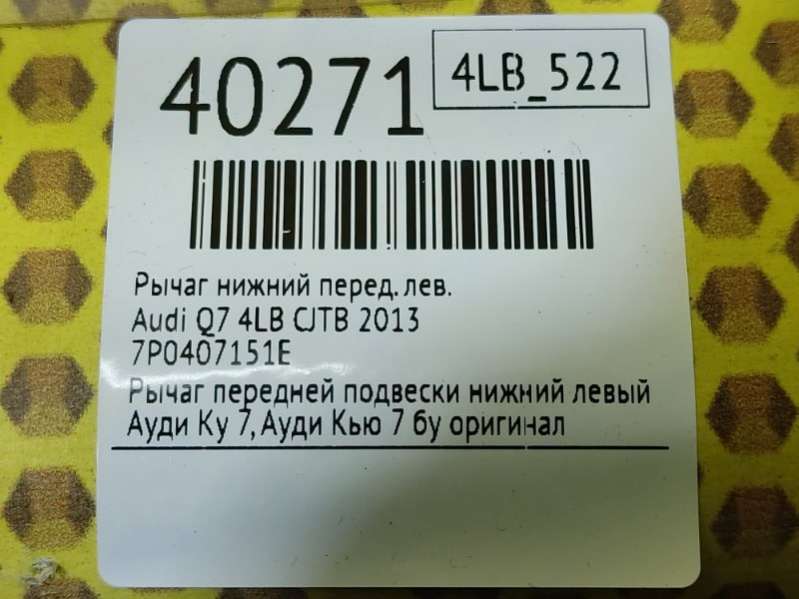 40271
4LB_522
Рычаг нижний перед. лев.
Audi Q7 4LB CJTB 2013
7P0407151E
Рычаг передней подвески нижний левый
Ауди Ку 7, Ауди Кью 7 бу оригинал